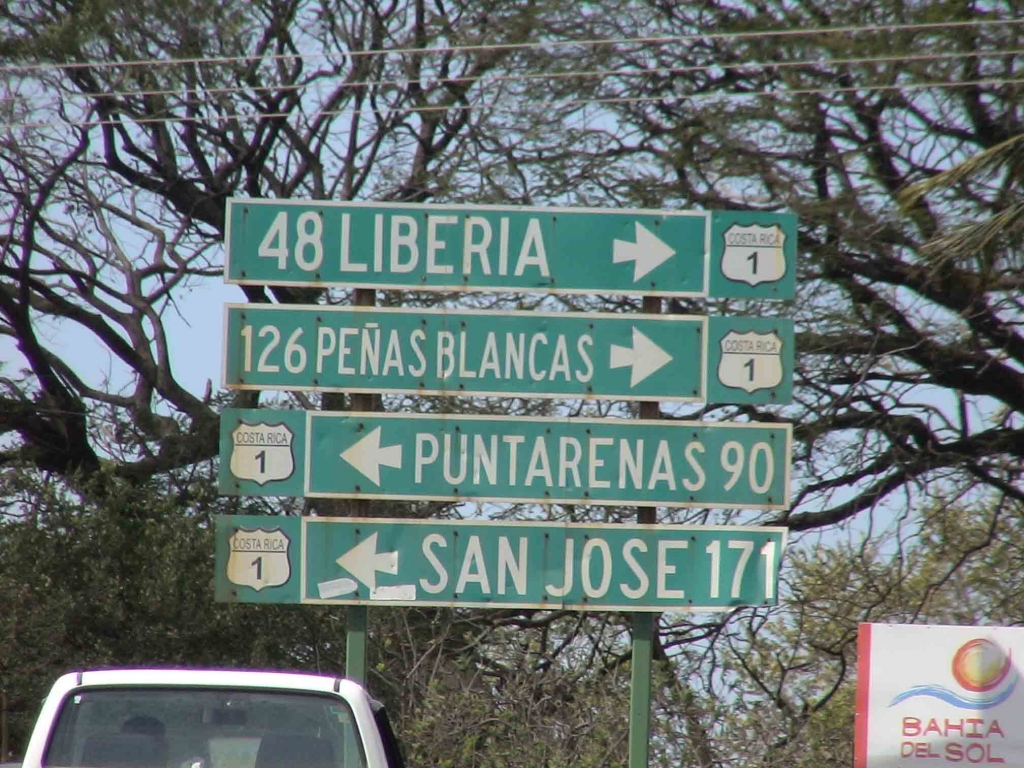 48 LIBERIA
COSTA RICA
1
126 PEÑAS BLANCAS
COSTA RICA
1
COSTA RICA
1
PUNTARENAS 90
COSTA RICA
1
SAN JOSE 171
BAHIA
DEL SOL